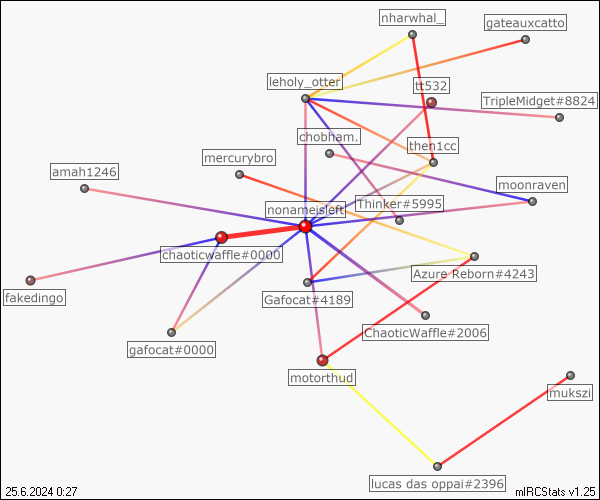 nharwhal_
gateauxcatto
leholy_otter
tt532
TripleMidget#8824
chobham.
then1cc
mercurybro
amah1246
moonraven
nonameisleft
Thinker#5995
chaoticwaffle#0000
Azure Reborn#4243
fakedingo
Gafocat#4189
ChaoticWaffle#2006
gafocat#0000
motorthud
mukszi
lucas das oppai#2396
25.6.2024 0:27
mIRCStats v1.25